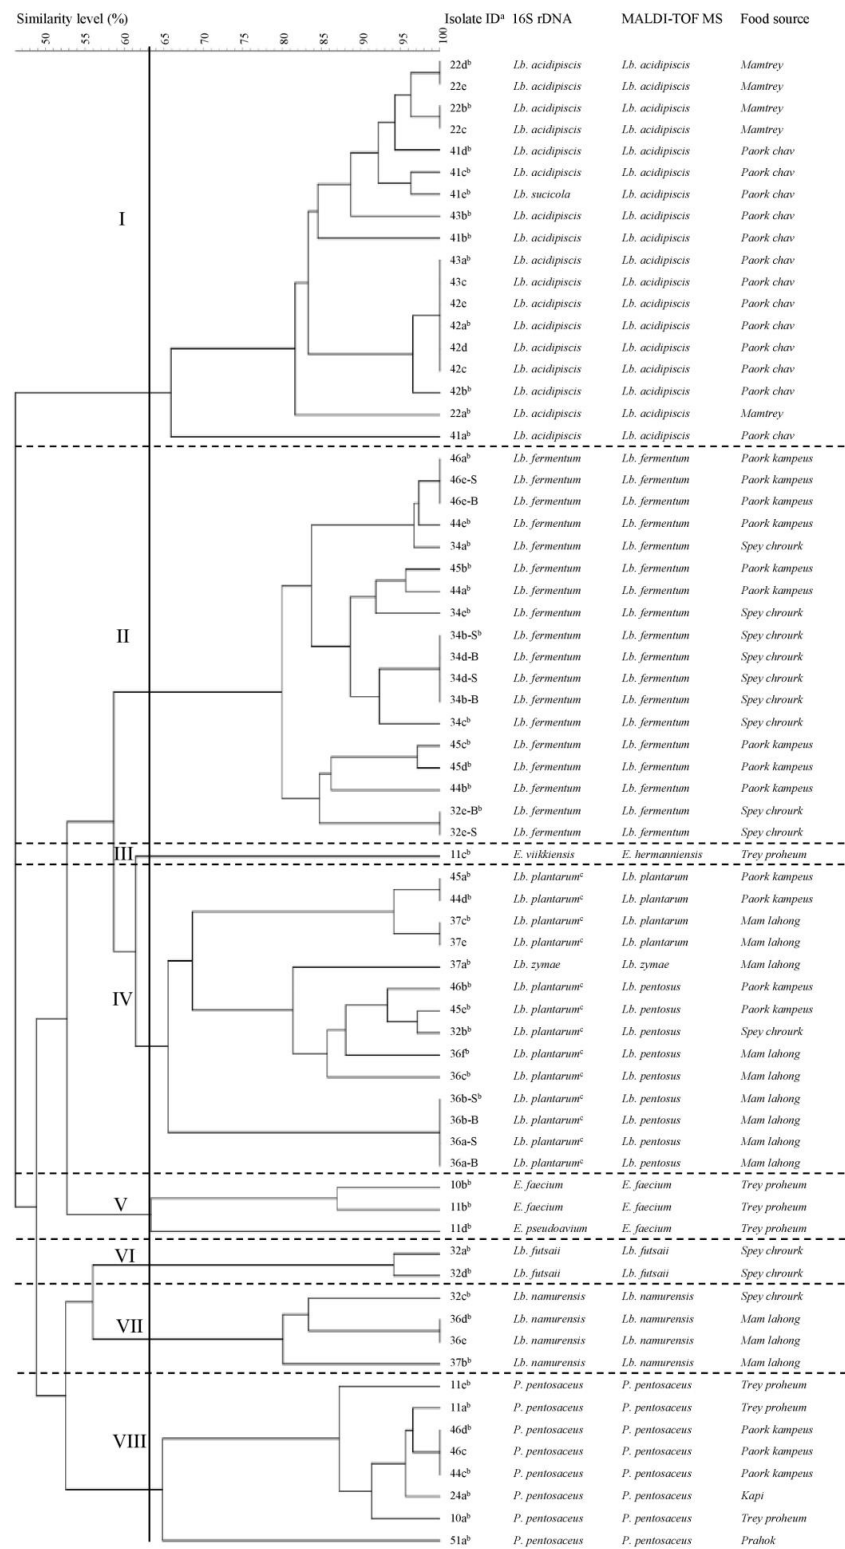 Similarity level (%) Isolate IDᵃ 16S rDNA MALDI-TOF MS Food source
50 55 60 65 70 75 80 85 90 95 100
22dᵇ Lb. acidipiscis Lb. acidipiscis Mamtrey
22e Lb. acidipiscis Lb. acidipiscis Mamtrey
22bᵇ Lb. acidipiscis Lb. acidipiscis Mamtrey
22c Lb. acidipiscis Lb. acidipiscis Mamtrey
41dᵇ Lb. acidipiscis Lb. acidipiscis Paork chav
41cᵇ Lb. acidipiscis Lb. acidipiscis Paork chav
41eᵇ Lb. sucicola Lb. acidipiscis Paork chav
I 43bᵇ Lb. acidipiscis Lb. acidipiscis Paork chav
41bᵇ Lb. acidipiscis Lb. acidipiscis Paork chav
43aᵇ Lb. acidipiscis Lb. acidipiscis Paork chav
43c Lb. acidipiscis Lb. acidipiscis Paork chav
42e Lb. acidipiscis Lb. acidipiscis Paork chav
42aᵇ Lb. acidipiscis Lb. acidipiscis Paork chav
42d Lb. acidipiscis Lb. acidipiscis Paork chav
42c Lb. acidipiscis Lb. acidipiscis Paork chav
42bᵇ Lb. acidipiscis Lb. acidipiscis Paork chav
22aᵇ Lb. acidipiscis Lb. acidipiscis Mamtrey
41aᵇ Lb. acidipiscis Lb. acidipiscis Paork chav
46aᵇ Lb. fermentum Lb. fermentum Paork kampeus
46e-S Lb. fermentum Lb. fermentum Paork kampeus
46e-B Lb. fermentum Lb. fermentum Paork kampeus
44eᵇ Lb. fermentum Lb. fermentum Paork kampeus
34aᵇ Lb. fermentum Lb. fermentum Spey chrourk
45bᵇ Lb. fermentum Lb. fermentum Paork kampeus
44aᵇ Lb. fermentum Lb. fermentum Paork kampeus
34eᵇ Lb. fermentum Lb. fermentum Spey chrourk
II 34b-Sᵇ Lb. fermentum Lb. fermentum Spey chrourk
34d-B Lb. fermentum Lb. fermentum Spey chrourk
34d-S Lb. fermentum Lb. fermentum Spey chrourk
34b-B Lb. fermentum Lb. fermentum Spey chrourk
34cᵇ Lb. fermentum Lb. fermentum Spey chrourk
45cᵇ Lb. fermentum Lb. fermentum Paork kampeus
45dᵇ Lb. fermentum Lb. fermentum Paork kampeus
44bᵇ Lb. fermentum Lb. fermentum Paork kampeus
32e-Bᵇ Lb. fermentum Lb. fermentum Spey chrourk
32e-S Lb. fermentum Lb. fermentum Spey chrourk
III 11cᵇ E. viikkiensis E. hermanniensis Trey proheum
45aᵇ Lb. plantarumᶜ Lb. plantarum Paork kampeus
44dᵇ Lb. plantarumᶜ Lb. plantarum Paork kampeus
37cᵇ Lb. plantarumᶜ Lb. plantarum Mam lahong
37e Lb. plantarumᶜ Lb. plantarum Mam lahong
37aᵇ Lb. zymae Lb. zymae Mam lahong
IV 46bᵇ Lb. plantarumᶜ Lb. pentosus Paork kampeus
45eᵇ Lb. plantarumᶜ Lb. pentosus Paork kampeus
32bᵇ Lb. plantarumᶜ Lb. pentosus Spey chrourk
36fᵇ Lb. plantarumᶜ Lb. pentosus Mam lahong
36cᵇ Lb. plantarumᶜ Lb. pentosus Mam lahong
36b-Sᵇ Lb. plantarumᶜ Lb. pentosus Mam lahong
36b-B Lb. plantarumᶜ Lb. pentosus Mam lahong
36a-S Lb. plantarumᶜ Lb. pentosus Mam lahong
36a-B Lb. plantarumᶜ Lb. pentosus Mam lahong
10bᵇ E. faecium E. faecium Trey proheum
V 11bᵇ E. faecium E. faecium Trey proheum
11dᵇ E. pseudoavium E. faecium Trey proheum
VI 32aᵇ Lb. futsaii Lb. futsaii Spey chrourk
32dᵇ Lb. futsaii Lb. futsaii Spey chrourk
32cᵇ Lb. namurensis Lb. namurensis Spey chrourk
VII 36dᵇ Lb. namurensis Lb. namurensis Mam lahong
36e Lb. namurensis Lb. namurensis Mam lahong
37bᵇ Lb. namurensis Lb. namurensis Mam lahong
11eᵇ P. pentosaceus P. pentosaceus Trey proheum
11aᵇ P. pentosaceus P. pentosaceus Trey proheum
VIII 46dᵇ P. pentosaceus P. pentosaceus Paork kampeus
46c P. pentosaceus P. pentosaceus Paork kampeus
44cᵇ P. pentosaceus P. pentosaceus Paork kampeus
24aᵇ P. pentosaceus P. pentosaceus Kapi
10aᵇ P. pentosaceus P. pentosaceus Trey proheum
51aᵇ P. pentosaceus P. pentosaceus Prahok